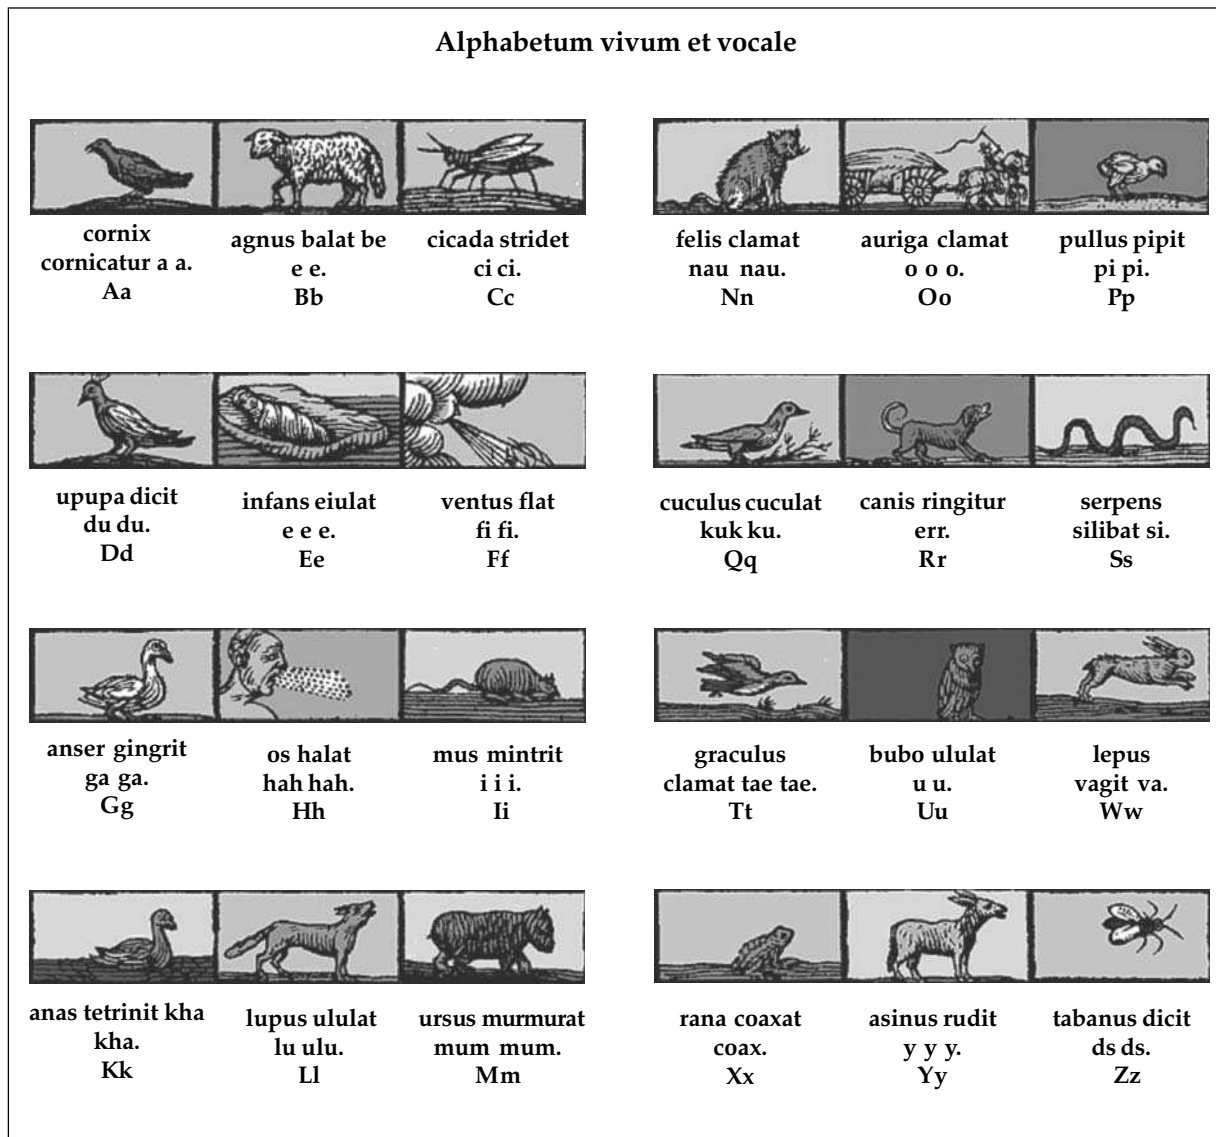 Alphabetum vivum et vocale
cornix
cornicatur a a.
Aa
agnus balat be
e e.
Bb
cicada stridet
ci ci.
Cc
felis clamat
nau nau.
Nn
auriga clamat
o o o.
Oo
pullus pipit
pi pi.
Pp
upupa dicit
du du.
Dd
infans eiulat
e e e.
Ee
ventus flat
fi fi.
Ff
cuculus cuculat
kuk ku.
Qq
canis ringitur
err.
Rr
serpens
silibat si.
Ss
anser gingrit
ga ga.
Gg
os halat
hah hah.
Hh
mus mintrit
i i i.
Ii
graculus
clamat tae tae.
Tt
bubo ululat
u u.
Uu
lepus
vagit va.
Ww
anas tetrinit kha
kha.
Kk
lupus ululat
lu ulu.
Ll
ursus murmurat
mum mum.
Mm
rana coaxat
coax.
Xx
asinus rudit
y y y.
Yy
tabanus dicit
ds ds.
Zz